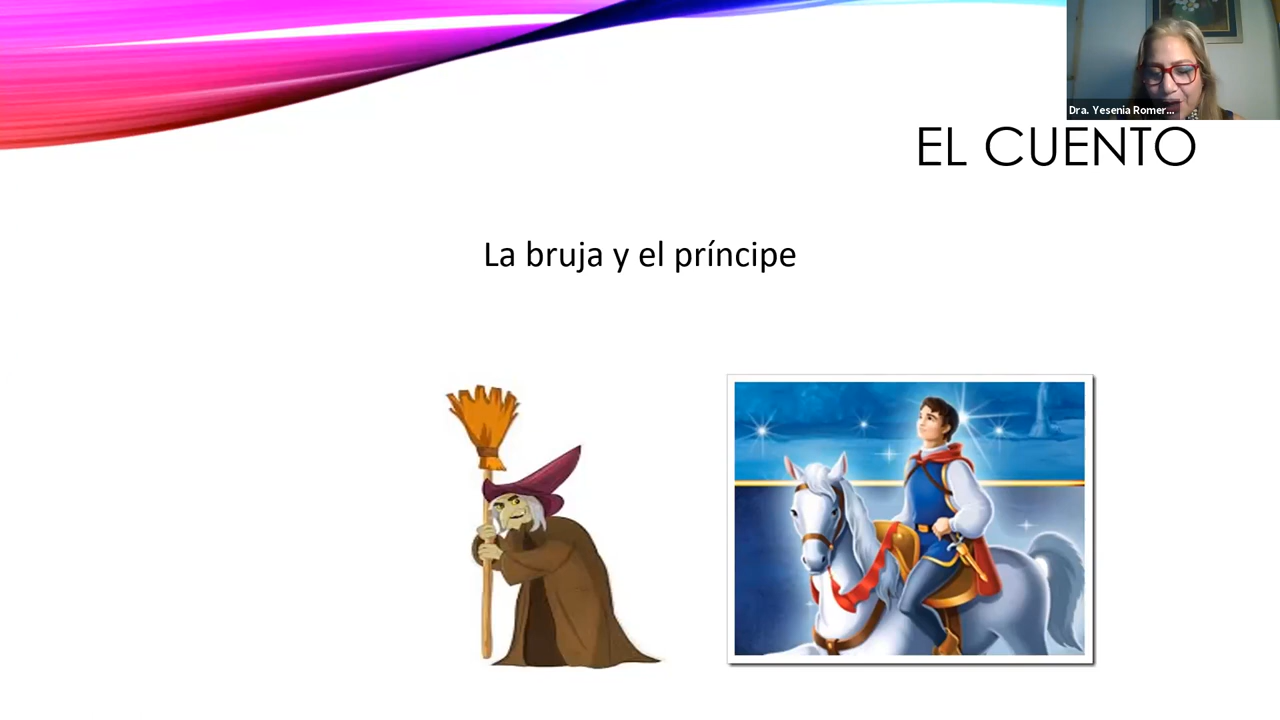 Dra. Yesenia Romer...
EL CUENTO
La bruja y el príncipe